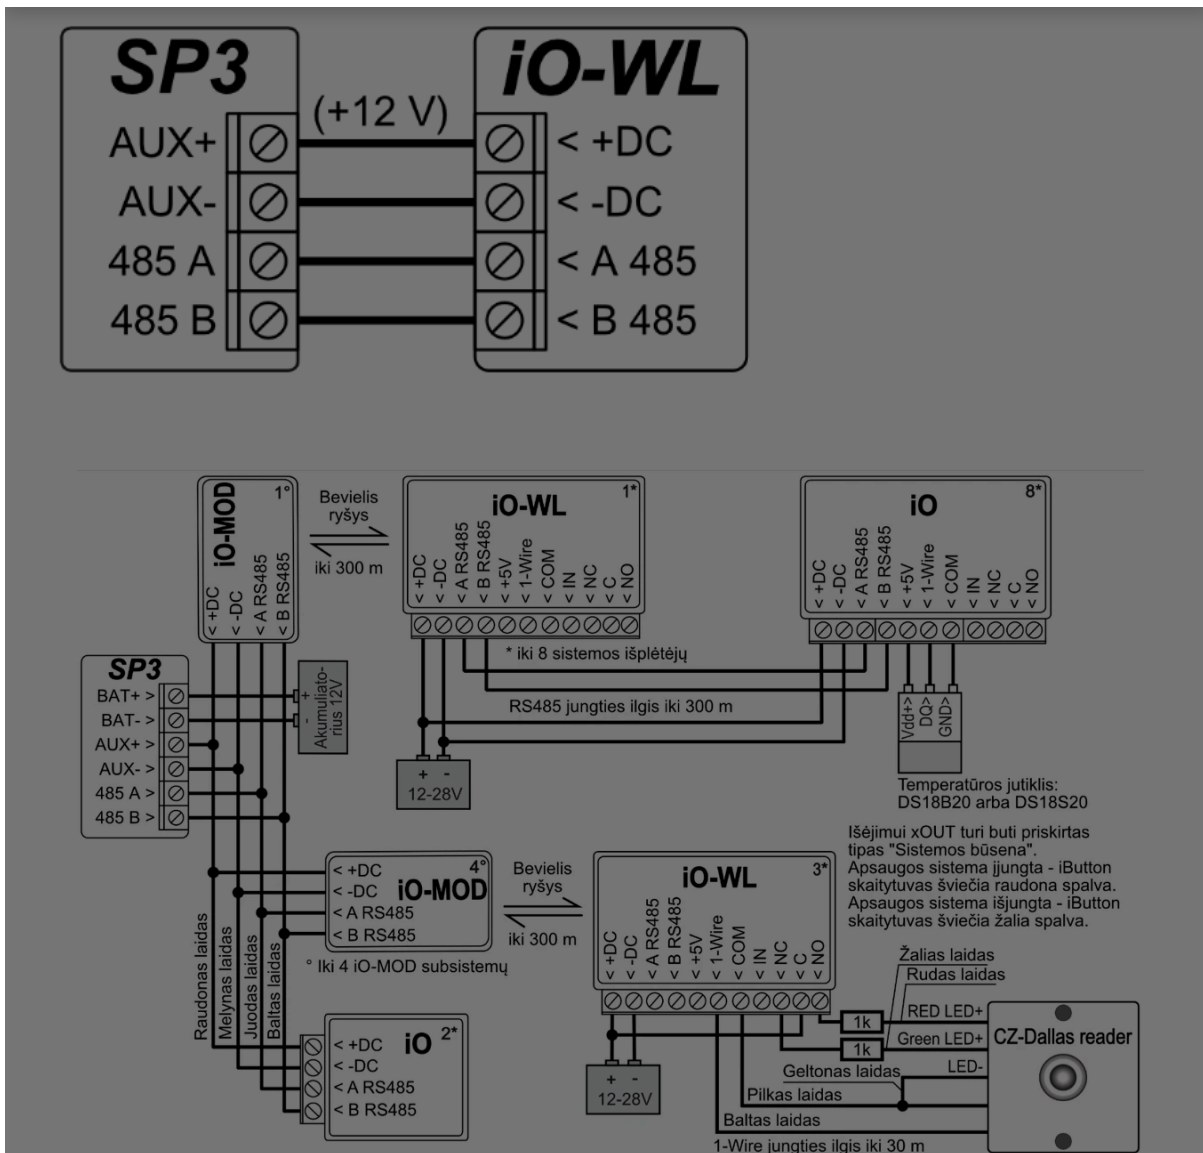 SP3
iO-WL
(+12 V)
AUX+
< +DC
AUX-
< -DC
485 A
< A 485
485 B
< B 485
iO-MOD
1°
< +DC
< -DC
< A RS485
< B RS485
Bevielis
ryšys
iki 300 m
iO-WL
1*
< +DC
< -DC
< A RS485
< B RS485
< +5V
< 1-Wire
< COM
< IN
< NC
< C
< NO
iO
8*
< +DC
< -DC
< A RS485
< B RS485
< +5V
< 1-Wire
< COM
< IN
< NC
< C
< NO
* iki 8 sistemos išplėtėjų
RS485 jungties ilgis iki 300 m
SP3
BAT+ >
BAT- >
AUX+ >
AUX- >
485 A >
485 B >
+
-
Akumuliato-
rius 12V
+ -
12-28V
Vdd+>
DQ>
GND>
Temperatūros jutiklis:
DS18B20 arba DS18S20
Išėjimui xOUT turi buti priskirtas
tipas "Sistemos būsena".
Apsaugos sistema įjungta - iButton
skaitytuvas šviečia raudona spalva.
Apsaugos sistema išjungta - iButton
skaitytuvas šviečia žalia spalva.
4°
iO-MOD
< +DC
< -DC
< A RS485
< B RS485
Bevielis
ryšys
iki 300 m
° Iki 4 iO-MOD subsistemų
iO-WL
3*
< +DC
< -DC
< A RS485
< B RS485
< +5V
< 1-Wire
< COM
< IN
< NC
< C
< NO
Raudonas laidas
Melynas laidas
Juodas laidas
Baltas laidas
iO
2*
< +DC
< -DC
< A RS485
< B RS485
+ -
12-28V
Žalias laidas
Rudas laidas
1k
RED LED+
1k
Green LED+
LED-
CZ-Dallas reader
Geltonas laidas
Pilkas laidas
Baltas laidas
1-Wire jungties ilgis iki 30 m